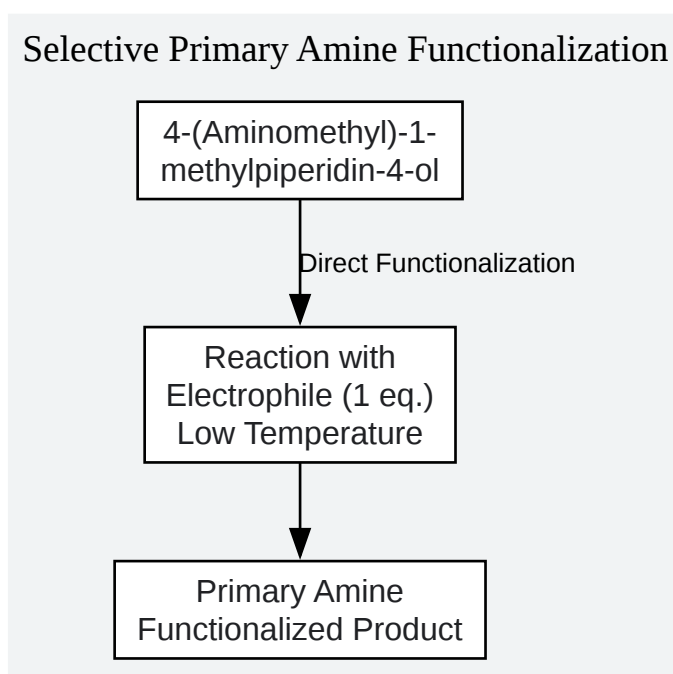 Selective Primary Amine Functionalization
4-(Aminomethyl)-1-
methylpiperidin-4-ol
Direct Functionalization
Reaction with
Electrophile (1 eq.)
Low Temperature
Primary Amine
Functionalized Product